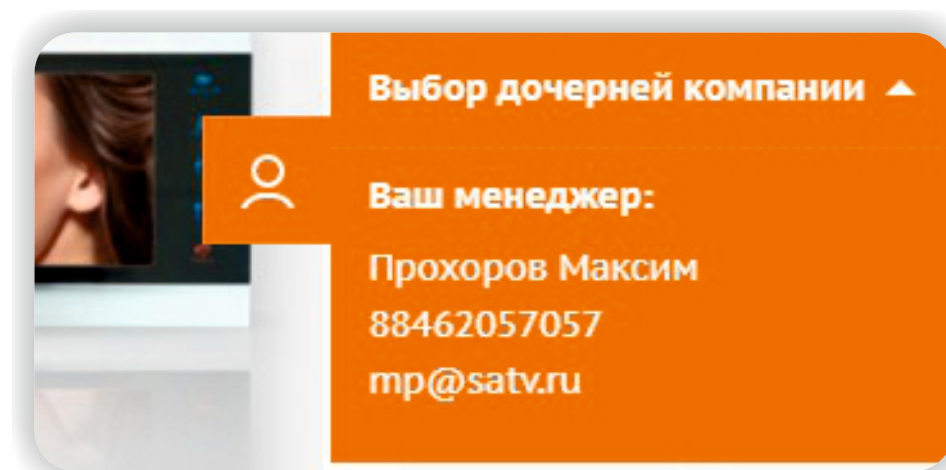 Выбор дочерней компании
Ваш менеджер:
Прохоров Максим
88462057057
mp@satv.ru